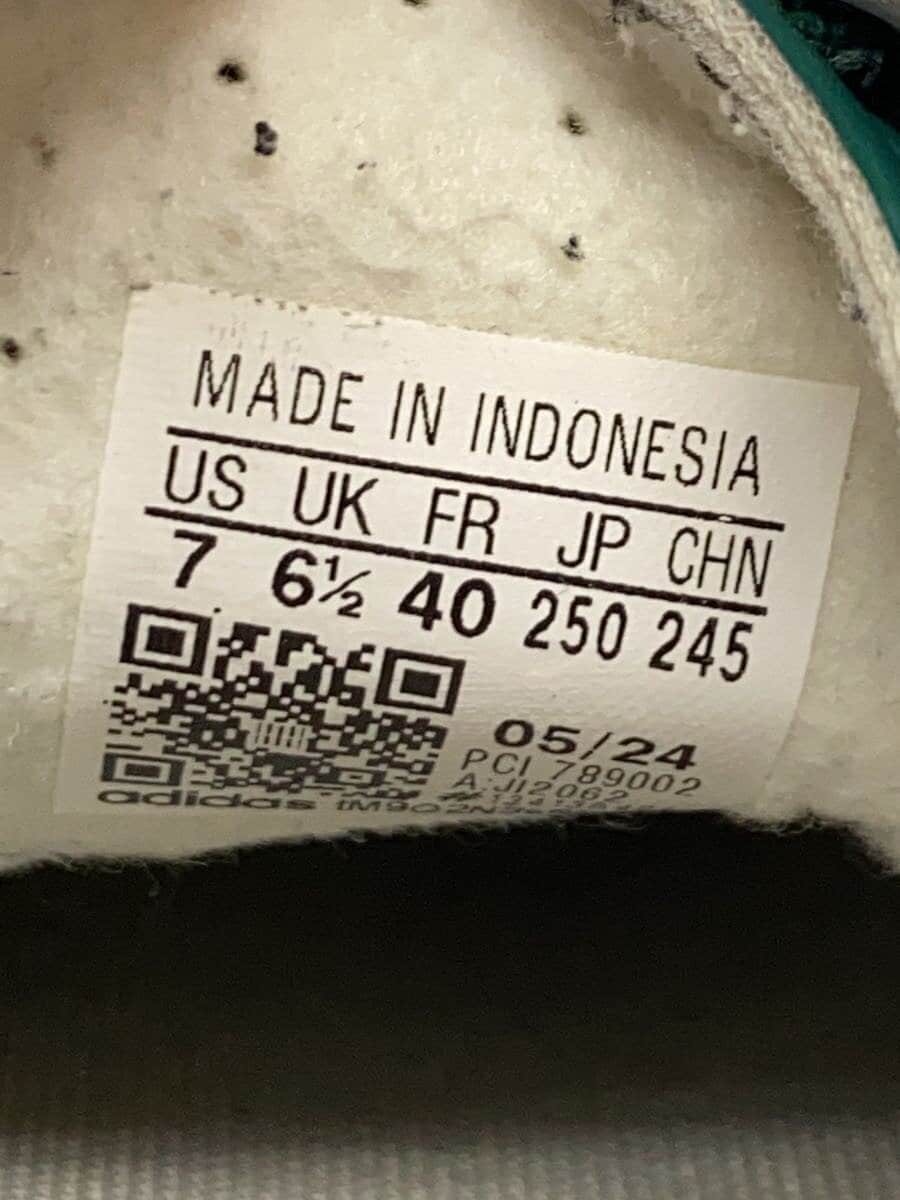 MADE IN INDONESIA
US UK FR JP CHN
7 6½ 40 250 245
05/24
PCI 789002
A:JI2062
adidas